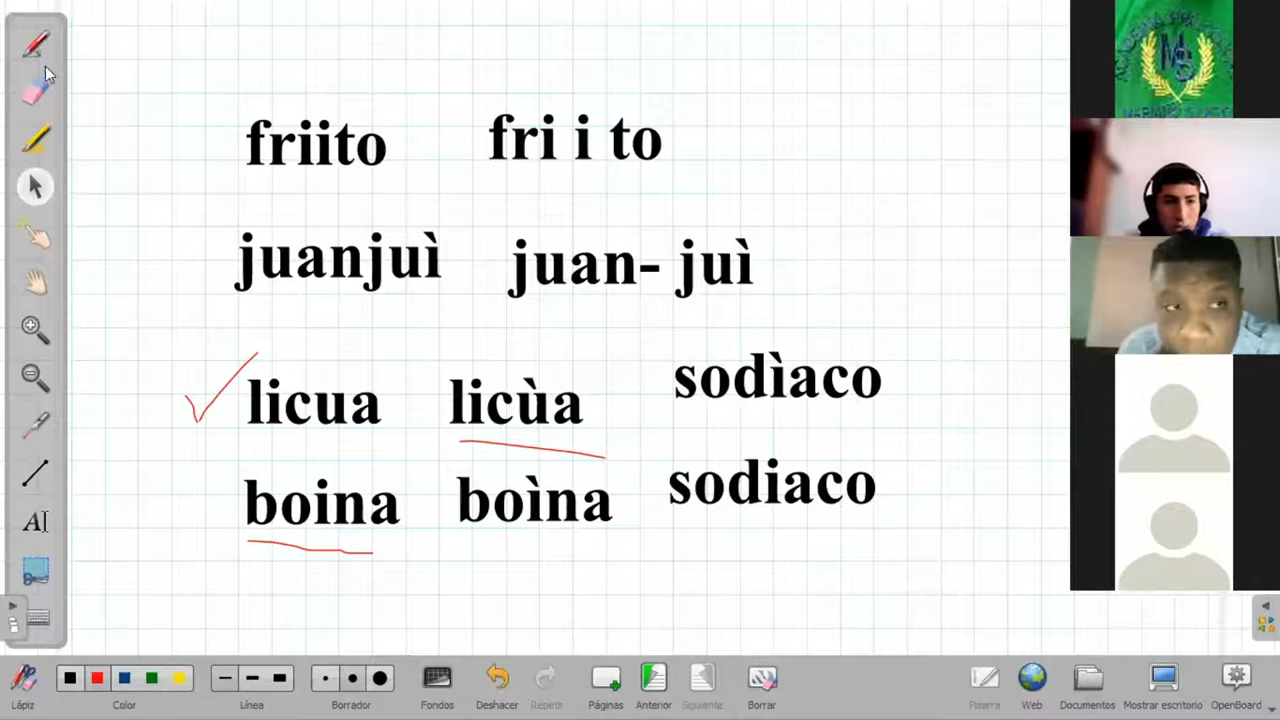 friito fri i to
juanjuì juan- juì
licua licùa sodìaco
boina boìna sodiaco
Lápiz Color Línea Borrador Fondos Deshacer Repetir Páginas Anterior Siguiente Borrar Pizarra Web Documentos Mostrar escritorio OpenBoard